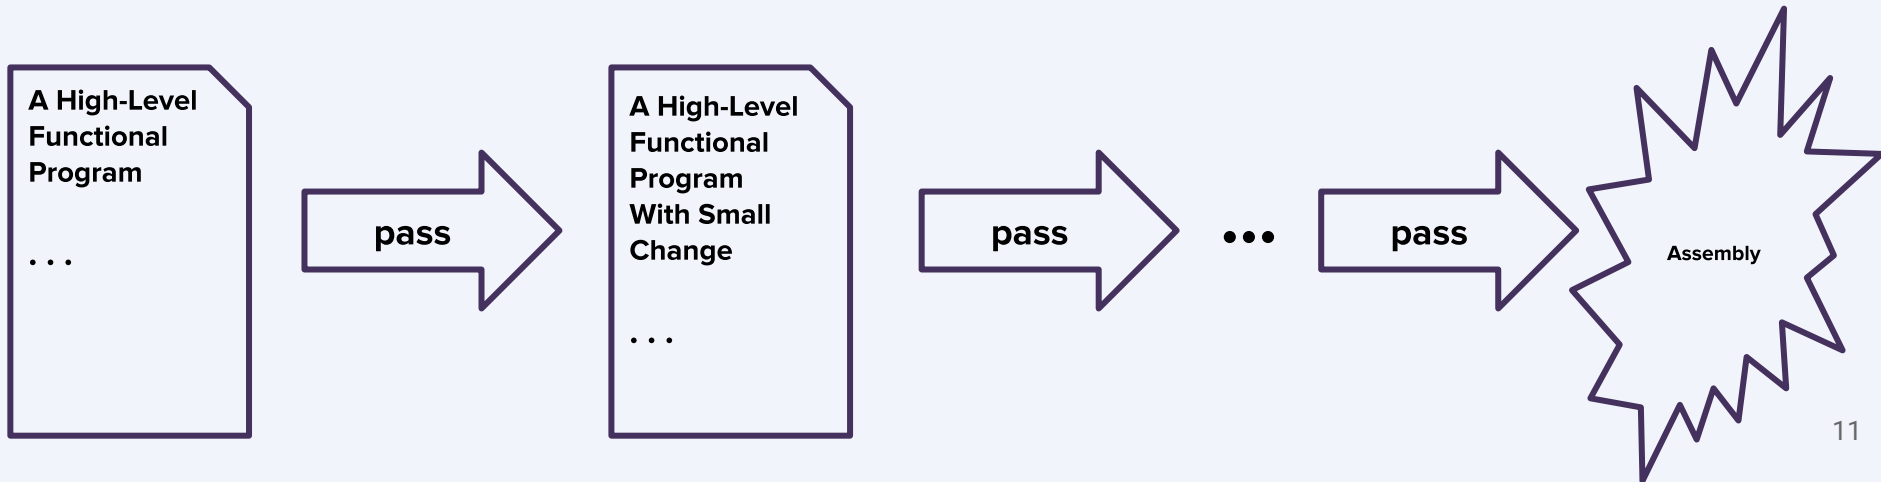 A High-Level
Functional
Program
. . .
pass
A High-Level
Functional
Program
With Small
Change
. . .
pass
•••
pass
Assembly
11